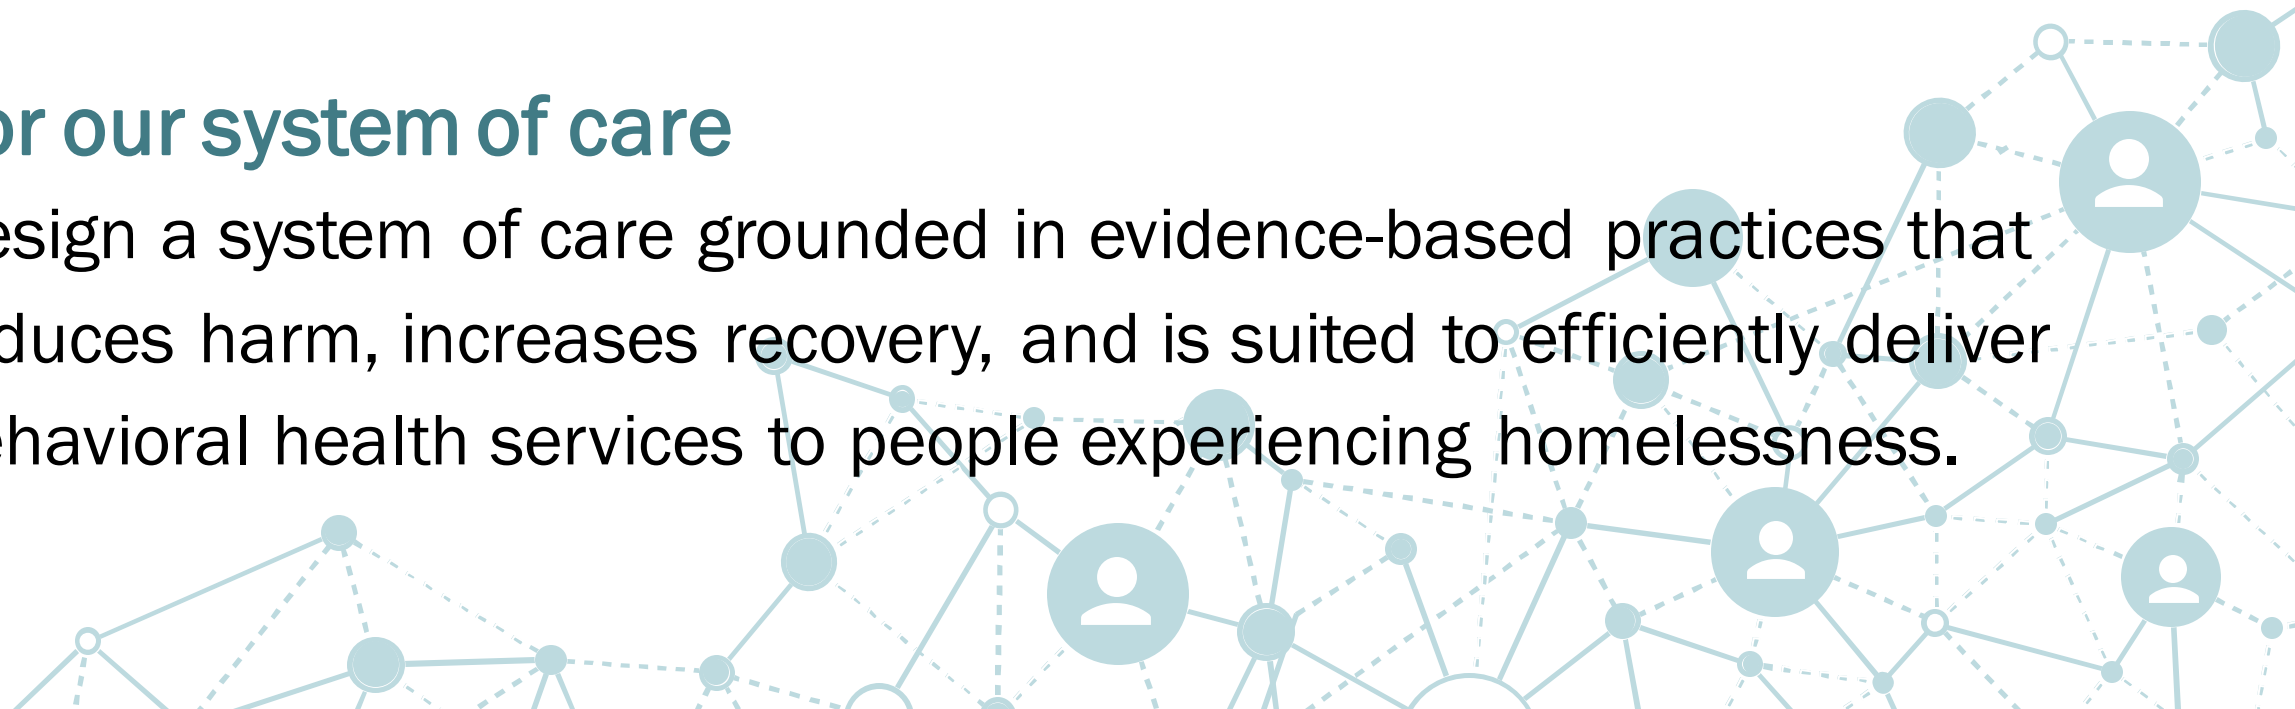 or our system of care
esign a system of care grounded in evidence-based practices that
duces harm, increases recovery, and is suited to efficiently deliver
ehavioral health services to people experiencing homelessness.